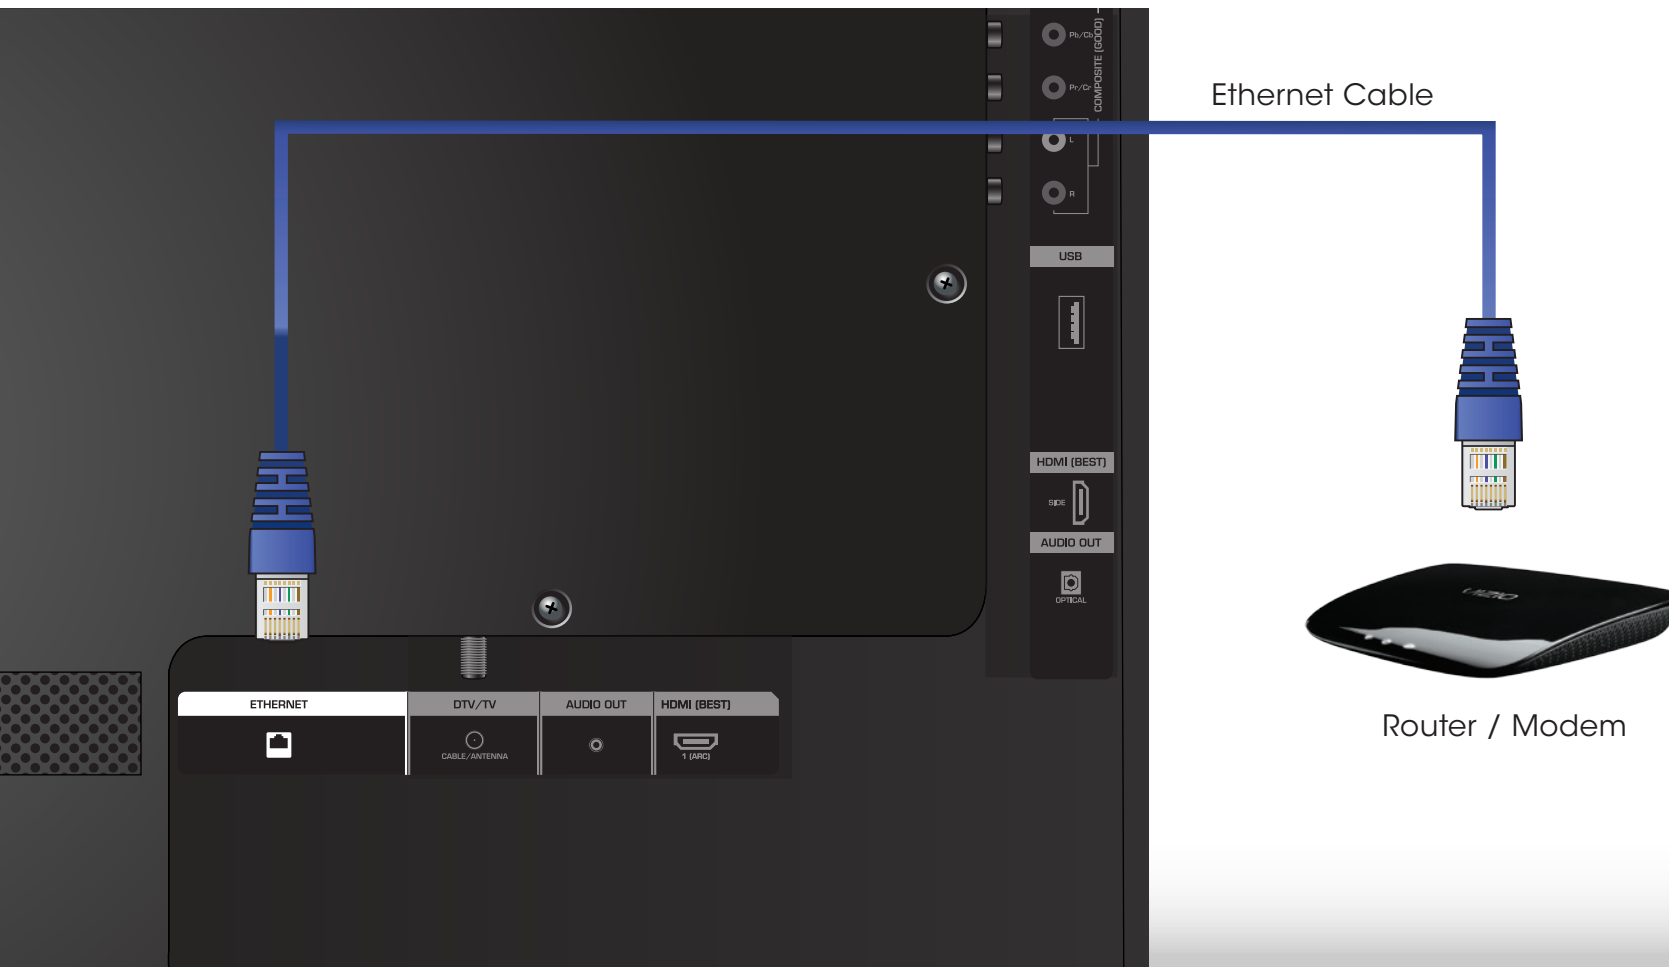 Pb/Cb
Pr/Cr
COMPOSITE (GOOD)
L
R
Ethernet Cable
USB
HDMI (BEST)
SIDE
AUDIO OUT
OPTICAL
VIZIO
Router / Modem
ETHERNET
DTV/TV
AUDIO OUT
HDMI (BEST)
CABLE/ANTENNA
1 (ARC)